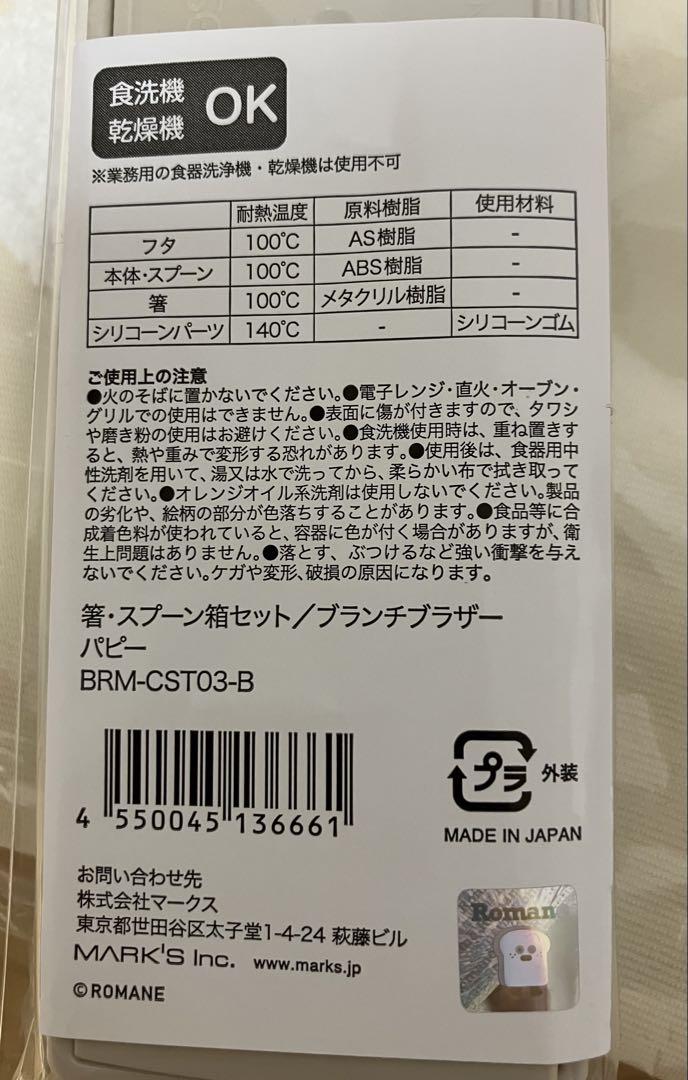 食洗機
乾燥機 OK
※業務用の食器洗浄機・乾燥機は使用不可
耐熱温度 原料樹脂 使用材料
フタ 100℃ AS樹脂 -
本体・スプーン 100℃ ABS樹脂 -
箸 100℃ メタクリル樹脂 -
シリコーンパーツ 140℃ - シリコーンゴム
ご使用上の注意
●火のそばに置かないでください。●電子レンジ・直火・オーブン・
グリルでの使用はできません。●表面に傷が付きますので、タワシ
や磨き粉の使用はお避けください。●食洗機使用時は、重ね置きす
ると、熱や重みで変形する恐れがあります。●使用後は、食器用中
性洗剤を用いて、湯又は水で洗ってから、柔らかい布で拭き取って
ください。●オレンジオイル系洗剤は使用しないでください。製品
の劣化や、絵柄の部分が色落ちすることがあります。●食品等に合
成着色料が使われていると、容器に色が付く場合がありますが、衛
生上問題はありません。●落とす、ぶつけるなど強い衝撃を与え
ないでください。ケガや変形、破損の原因になります。
箸・スプーン箱セット／ブランチブラザー
パピー
BRM-CST03-B
4 550045 136661
プラ 外装
MADE IN JAPAN
お問い合わせ先
株式会社マークス
東京都世田谷区太子堂1-4-24 萩藤ビル
MARK'S Inc. www.marks.jp
©ROMANE
Roman